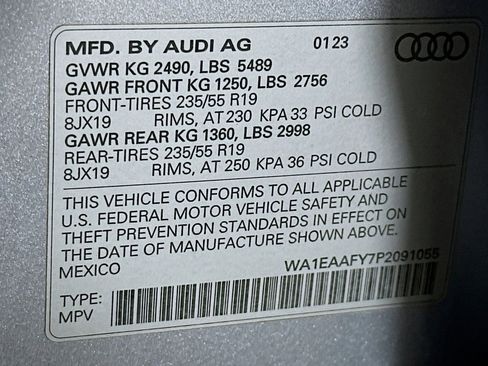 MFD. BY AUDI AG 0123
GVWR KG 2490, LBS 5489
GAWR FRONT KG 1250, LBS 2756
FRONT-TIRES 235/55 R19
8JX19 RIMS, AT 230 KPA 33 PSI COLD
GAWR REAR KG 1360, LBS 2998
REAR-TIRES 235/55 R19
8JX19 RIMS, AT 250 KPA 36 PSI COLD
THIS VEHICLE CONFORMS TO ALL APPLICABLE
U.S. FEDERAL MOTOR VEHICLE SAFETY AND
THEFT PREVENTION STANDARDS IN EFFECT ON
THE DATE OF MANUFACTURE SHOWN ABOVE.
MEXICO
WA1EAAFY7P2091055
TYPE:
MPV